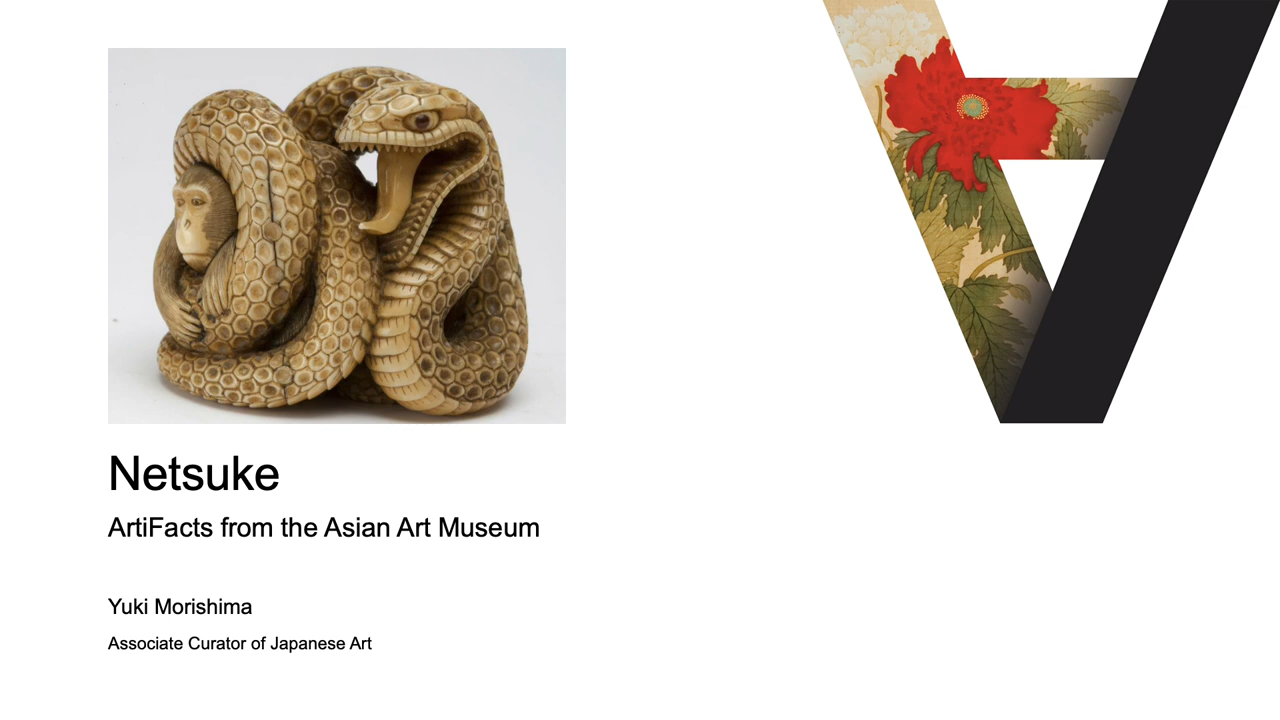 Netsuke
ArtiFacts from the Asian Art Museum
Yuki Morishima
Associate Curator of Japanese Art